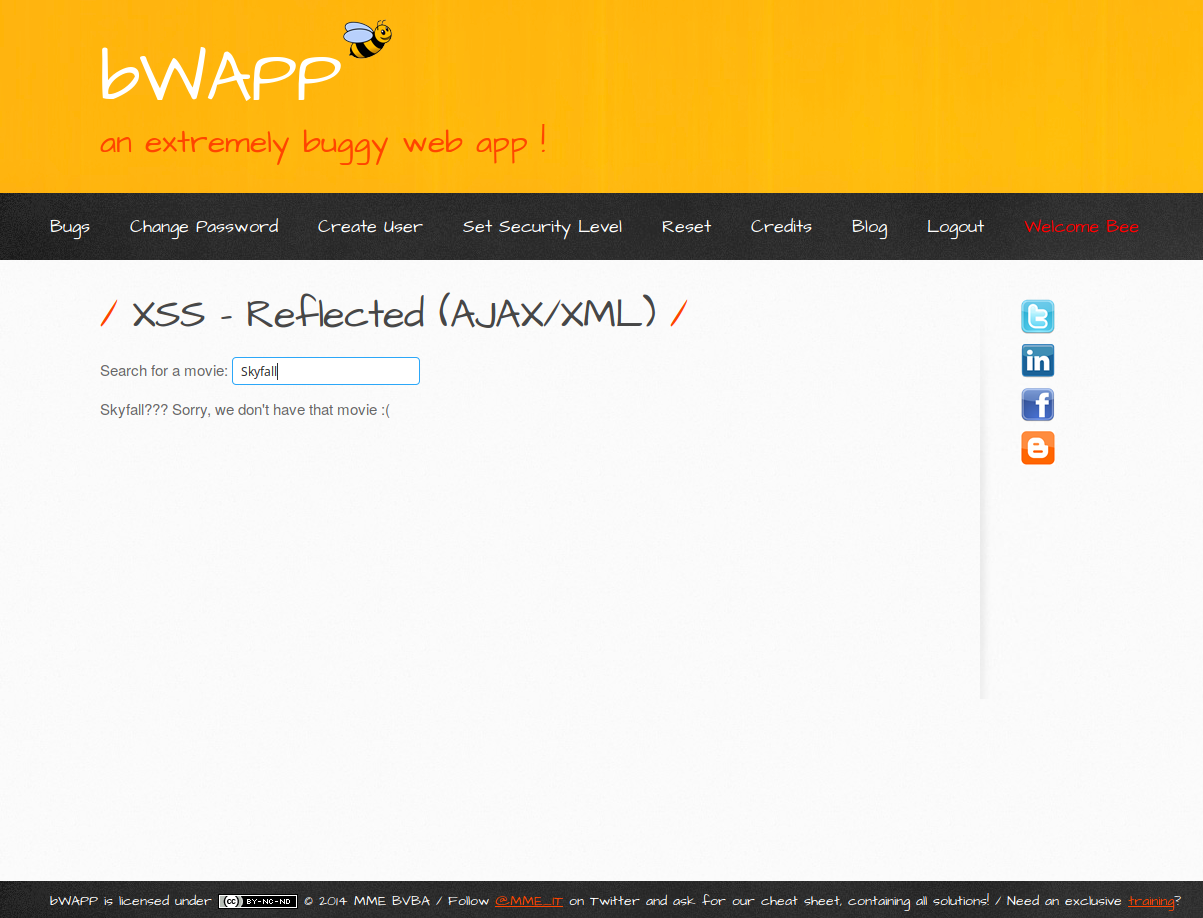 bWAPP
an extremely buggy web app !
Bugs Change Password Create User Set Security Level Reset Credits Blog Logout Welcome Bee
/ XSS - Reflected (AJAX/XML) /
Search for a movie: Skyfall
Skyfall??? Sorry, we don't have that movie :(
bWAPP is licensed under (cc) BY-NC-ND © 2014 MME BVBA / Follow @MME_IT on Twitter and ask for our cheat sheet, containing all solutions! / Need an exclusive training?